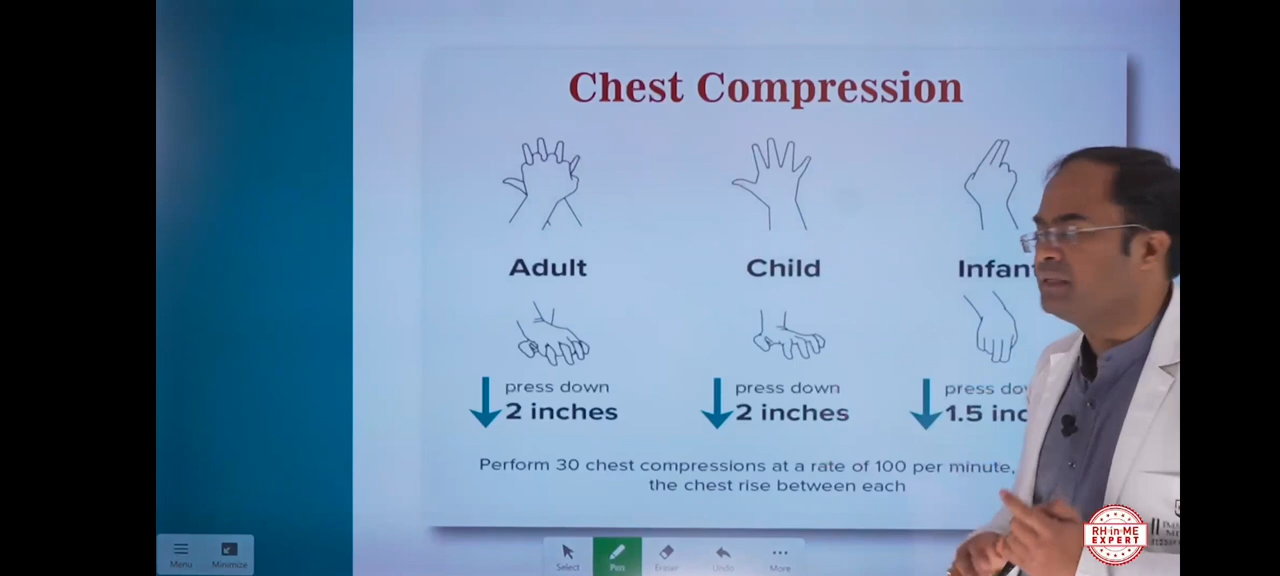 Chest Compression
Adult
Child
press down
2 inches
press down
2 inches
1.5
Perform 30 chest compressions at a rate of 100 per minute,
the chest rise between each
Menu
Minimize
Select
Pen
Eraser
Undo
More
RH in ME
EXPERT